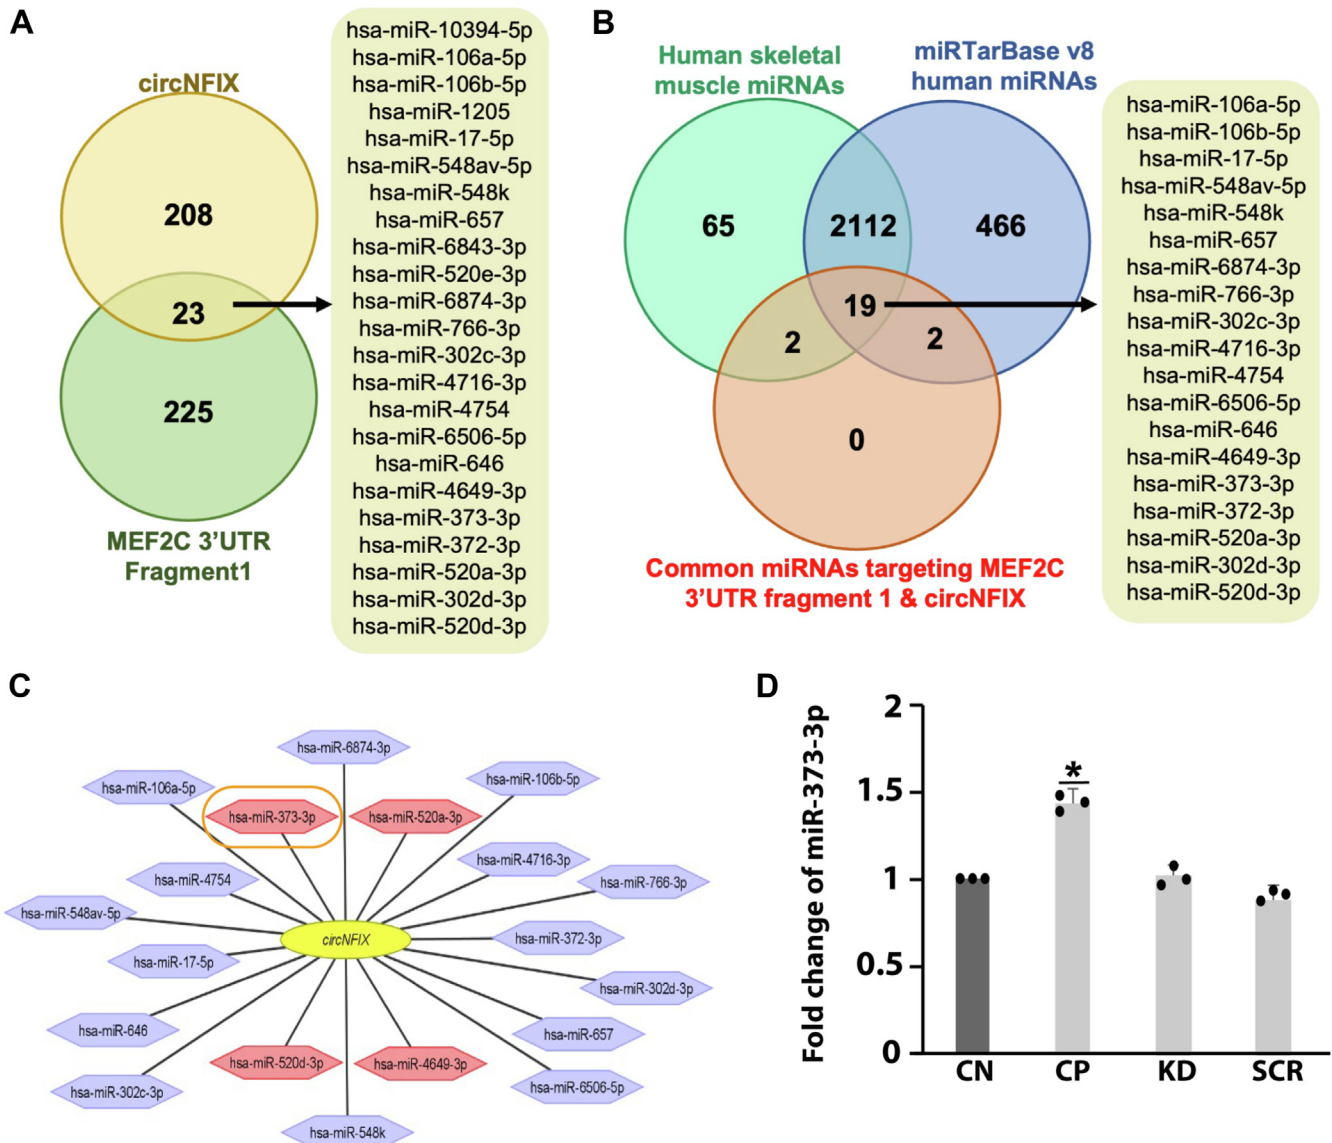 A
circNFIX
208
23
225
MEF2C 3’UTR
Fragment1
hsa-miR-10394-5p
hsa-miR-106a-5p
hsa-miR-106b-5p
hsa-miR-1205
hsa-miR-17-5p
hsa-miR-548av-5p
hsa-miR-548k
hsa-miR-657
hsa-miR-6843-3p
hsa-miR-520e-3p
hsa-miR-6874-3p
hsa-miR-766-3p
hsa-miR-302c-3p
hsa-miR-4716-3p
hsa-miR-4754
hsa-miR-6506-5p
hsa-miR-646
hsa-miR-4649-3p
hsa-miR-373-3p
hsa-miR-372-3p
hsa-miR-520a-3p
hsa-miR-302d-3p
hsa-miR-520d-3p
B
Human skeletal
muscle miRNAs
miRTarBase v8
human miRNAs
65
2112
466
19
2
2
0
Common miRNAs targeting MEF2C
3’UTR fragment 1 & circNFIX
hsa-miR-106a-5p
hsa-miR-106b-5p
hsa-miR-17-5p
hsa-miR-548av-5p
hsa-miR-548k
hsa-miR-657
hsa-miR-6874-3p
hsa-miR-766-3p
hsa-miR-302c-3p
hsa-miR-4716-3p
hsa-miR-4754
hsa-miR-6506-5p
hsa-miR-646
hsa-miR-4649-3p
hsa-miR-373-3p
hsa-miR-372-3p
hsa-miR-520a-3p
hsa-miR-302d-3p
hsa-miR-520d-3p
C
hsa-miR-6874-3p
hsa-miR-106a-5p
hsa-miR-106b-5p
hsa-miR-373-3p
hsa-miR-520a-3p
hsa-miR-4716-3p
hsa-miR-4754
hsa-miR-766-3p
hsa-miR-548av-5p
circNFIX
hsa-miR-372-3p
hsa-miR-17-5p
hsa-miR-302d-3p
hsa-miR-646
hsa-miR-657
hsa-miR-520d-3p
hsa-miR-4649-3p
hsa-miR-302c-3p
hsa-miR-6506-5p
hsa-miR-548k
D
Fold change of miR-373-3p
2
1.5
1
0.5
0
*
CN
CP
KD
SCR